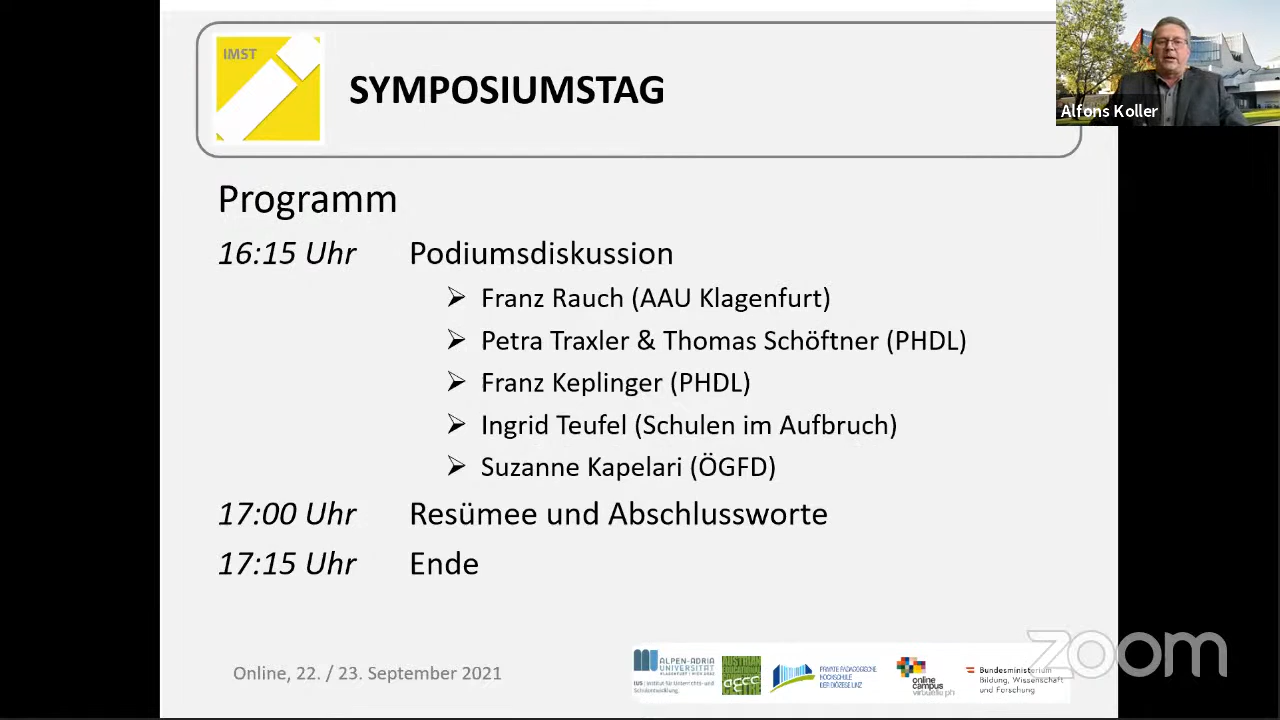 IMST
SYMPOSIUMSTAG
Alfons Koller
Programm
16:15 Uhr Podiumsdiskussion
Franz Rauch (AAU Klagenfurt)
Petra Traxler & Thomas Schöftner (PHDL)
Franz Keplinger (PHDL)
Ingrid Teufel (Schulen im Aufbruch)
Suzanne Kapelari (ÖGFD)
17:00 Uhr Resümee und Abschlussworte
17:15 Uhr Ende
Online, 22. / 23. September 2021
ALPEN-ADRIA
UNIVERSITÄT
KLAGENFURT | WIEN GRAZ
IUS | Institut für Unterrichts- und
Schulentwicklung
AUSTRIAN
EDUCATIONAL
PRIVATE PÄDAGOGISCHE
HOCHSCHULE
DER DIÖZESE LINZ
online
campus
virtuelle ph
Bundesministerium
Bildung, Wissenschaft
und Forschung
zoom